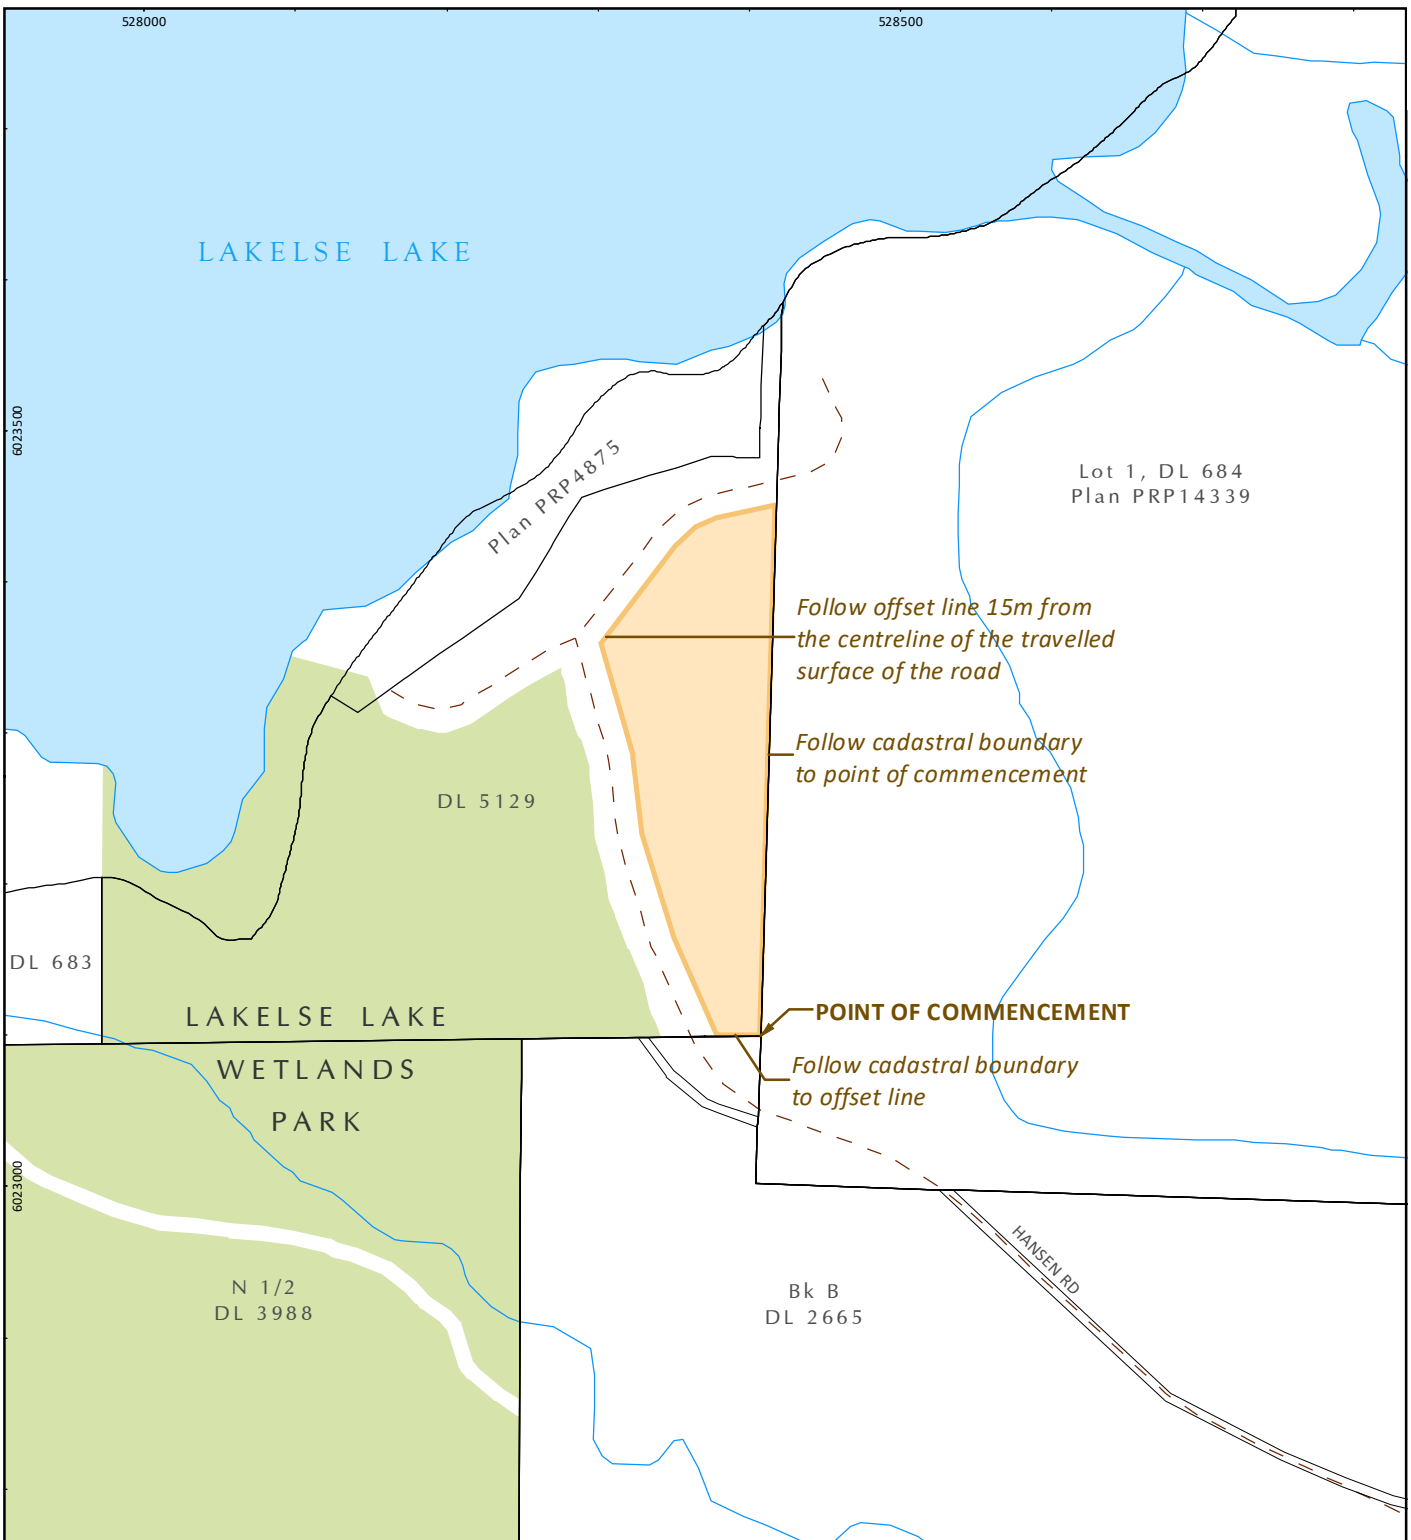 528000
528500
LAKELSE LAKE
6023500
Plan PRP4875
Lot 1, DL 684
Plan PRP14339
Follow offset line 15m from
the centreline of the travelled
surface of the road
Follow cadastral boundary
to point of commencement
DL 5129
DL 683
POINT OF COMMENCEMENT
LAKELSE LAKE
WETLANDS
PARK
Follow cadastral boundary
to offset line
6023000
HANSEN RD
N 1/2
DL 3988
Bk B
DL 2665